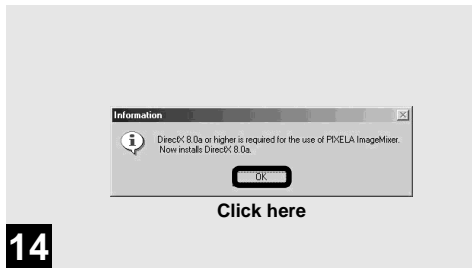 Information
DirectX 8.0a or higher is required for the use of PIXELA ImageMixer.
Now installs DirectX 8.0a.
OK
Click here
14